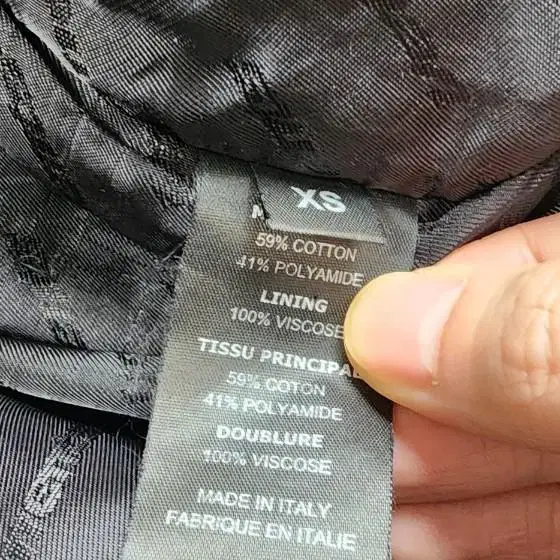 XS
59% COTTON
41% POLYAMIDE
LINING
100% VISCOSE
TISSU PRINCIPAL
59% COTON
41% POLYAMIDE
DOUBLURE
100% VISCOSE
MADE IN ITALY
FABRIQUE EN ITALIE